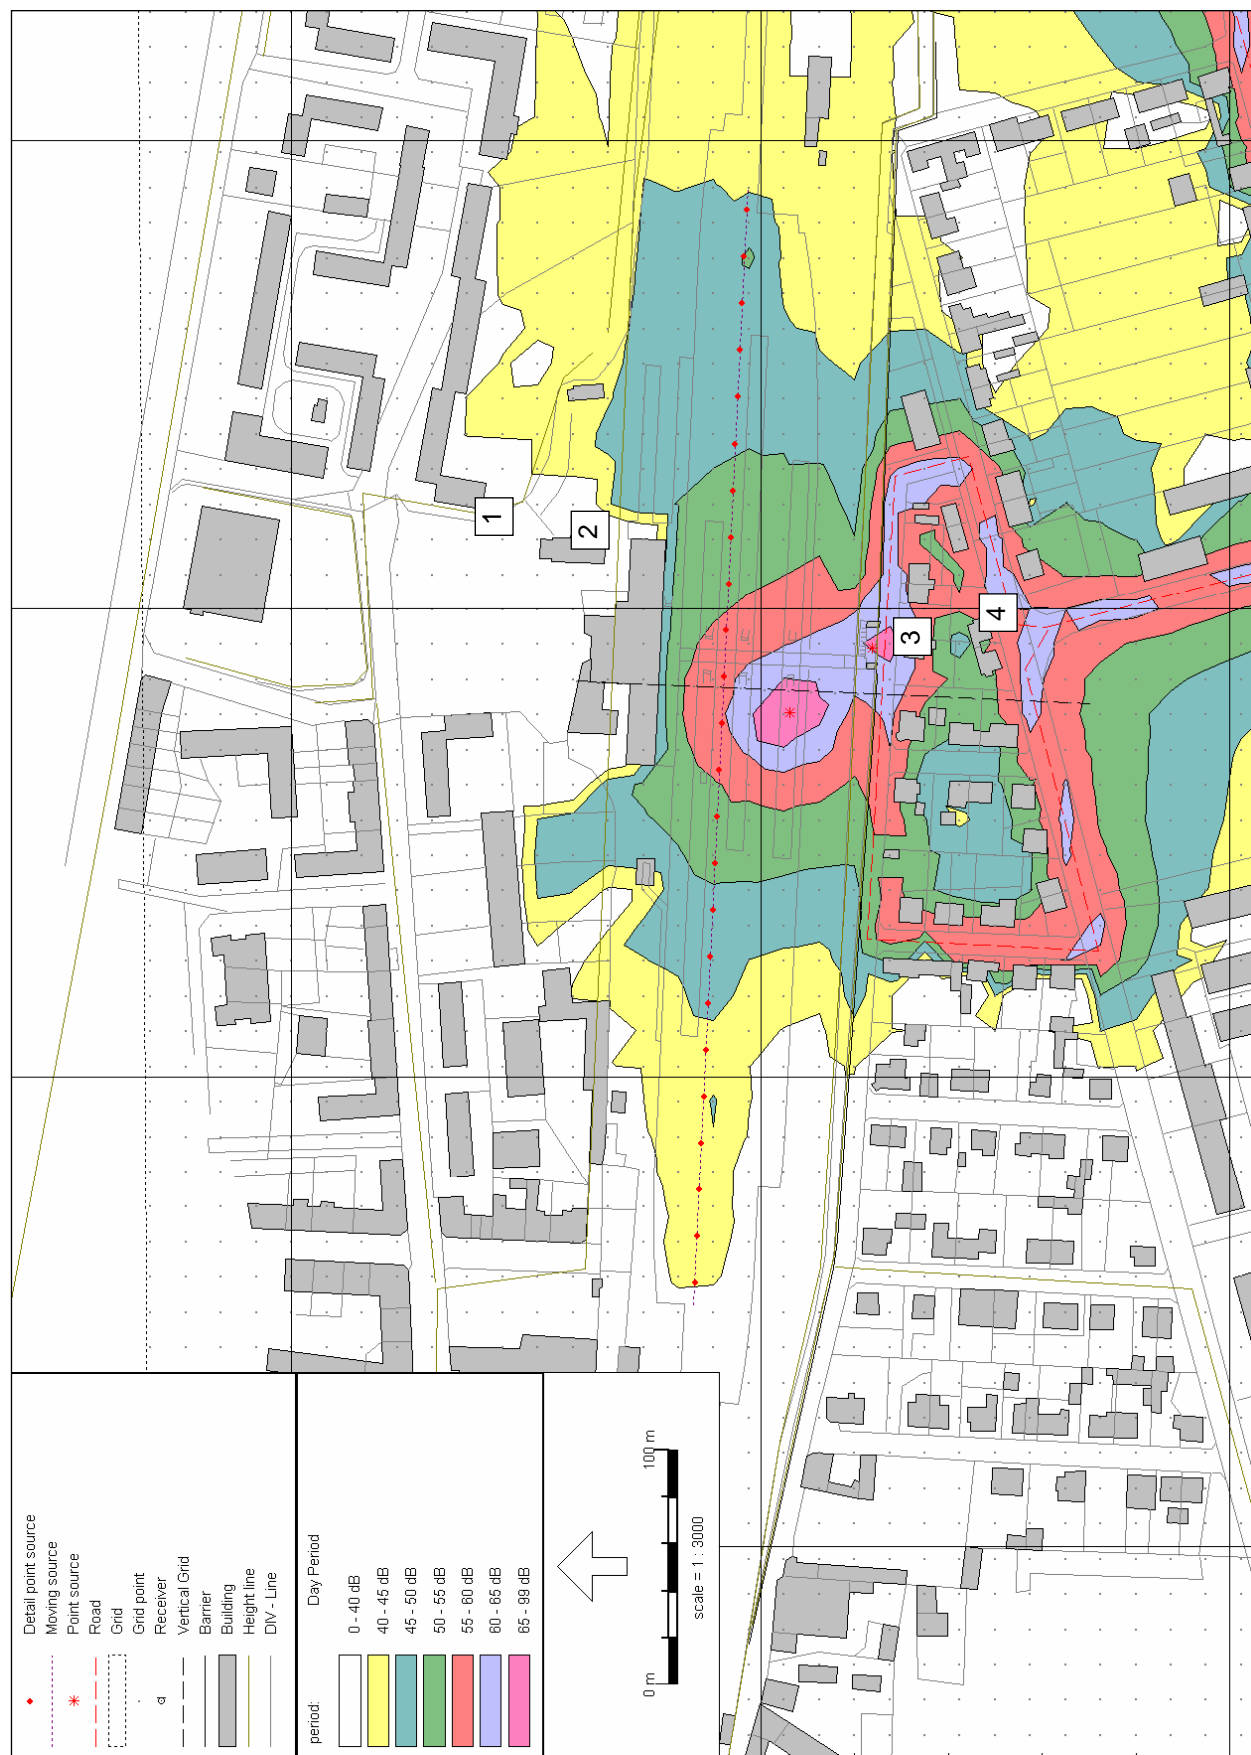 Detail point source
Moving source
Point source
Road
Grid
Grid point
Receiver
Vertical Grid
Barrier
Building
Height line
DIV - Line
period:
Day Period
0 - 40 dB
40 - 45 dB
45 - 50 dB
50 - 55 dB
55 - 60 dB
60 - 65 dB
65 - 99 dB
0 m
100 m
scale = 1 : 3000
1
2
3
4